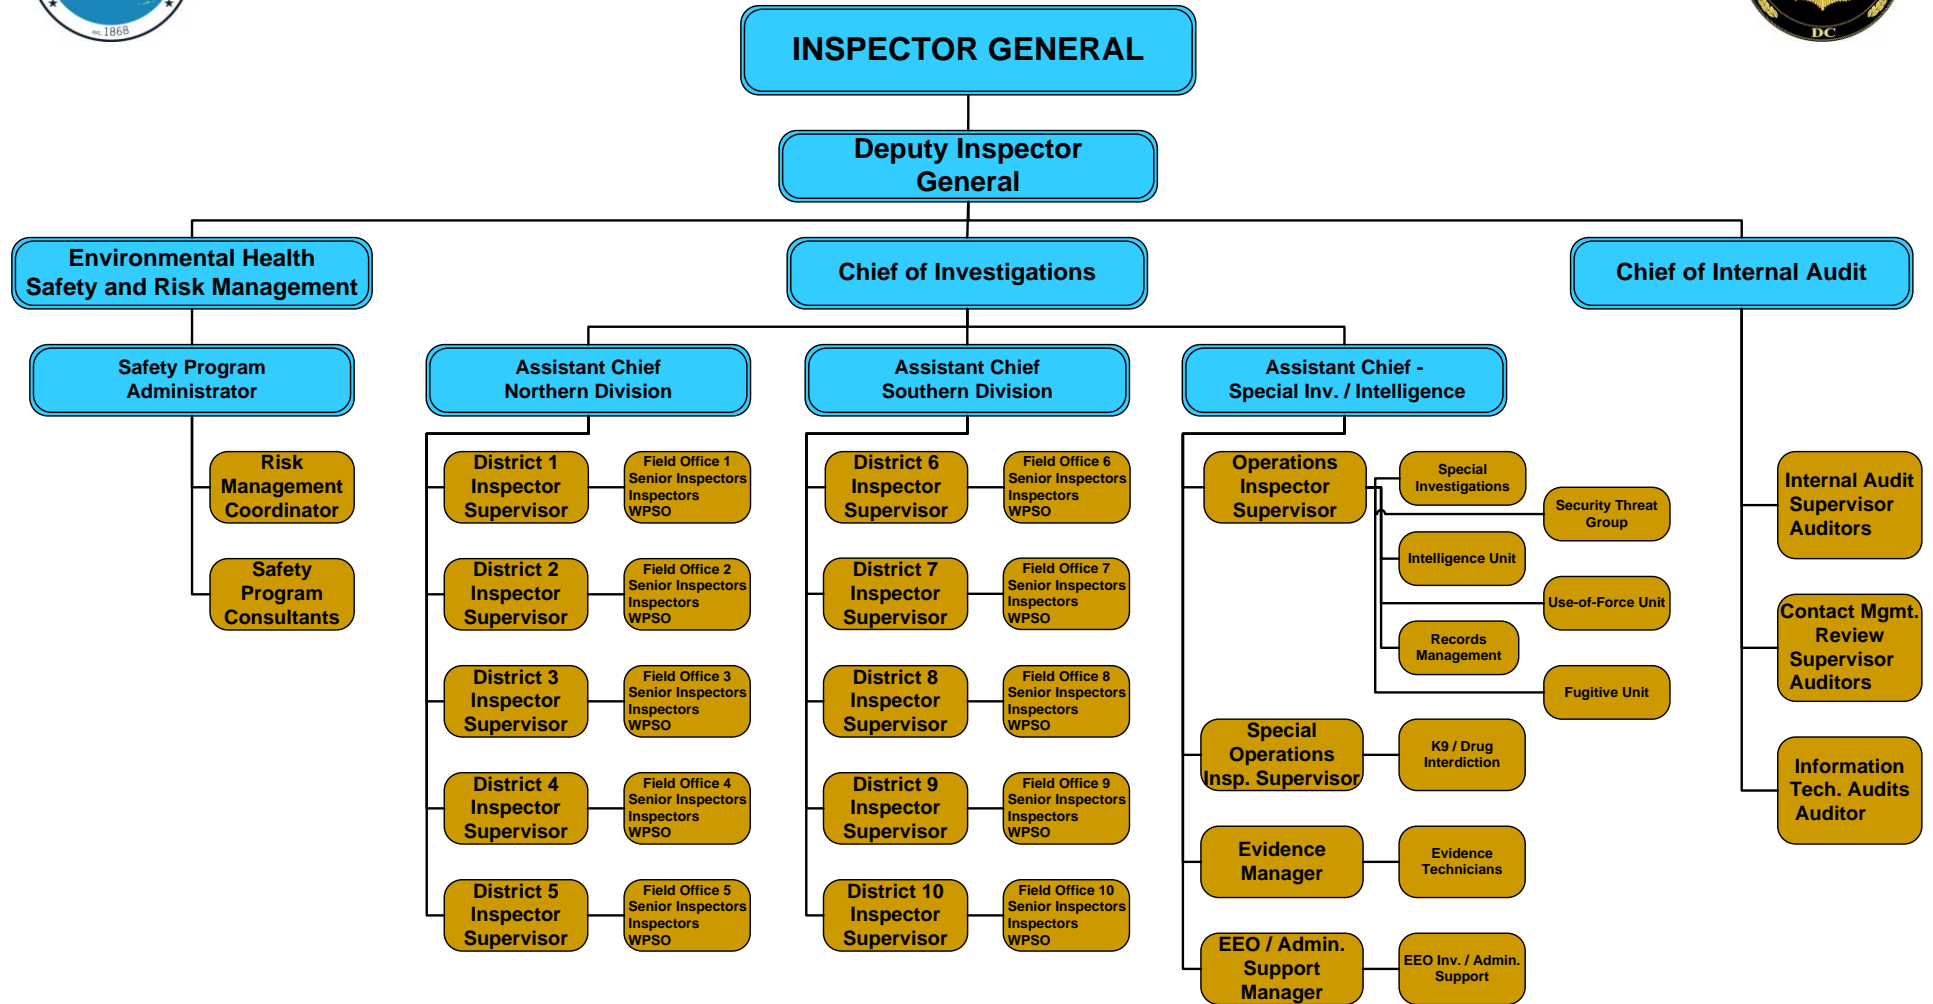 est. 1868
DC
INSPECTOR GENERAL
Deputy Inspector
General
Environmental Health
Safety and Risk Management
Chief of Investigations
Chief of Internal Audit
Safety Program
Administrator
Assistant Chief
Northern Division
Assistant Chief
Southern Division
Assistant Chief -
Special Inv. / Intelligence
Risk
Management
Coordinator
Safety
Program
Consultants
District 1
Inspector
Supervisor
Field Office 1
Senior Inspectors
Inspectors
WPSO
District 2
Inspector
Supervisor
Field Office 2
Senior Inspectors
Inspectors
WPSO
District 3
Inspector
Supervisor
Field Office 3
Senior Inspectors
Inspectors
WPSO
District 4
Inspector
Supervisor
Field Office 4
Senior Inspectors
Inspectors
WPSO
District 5
Inspector
Supervisor
Field Office 5
Senior Inspectors
Inspectors
WPSO
District 6
Inspector
Supervisor
Field Office 6
Senior Inspectors
Inspectors
WPSO
District 7
Inspector
Supervisor
Field Office 7
Senior Inspectors
Inspectors
WPSO
District 8
Inspector
Supervisor
Field Office 8
Senior Inspectors
Inspectors
WPSO
District 9
Inspector
Supervisor
Field Office 9
Senior Inspectors
Inspectors
WPSO
District 10
Inspector
Supervisor
Field Office 10
Senior Inspectors
Inspectors
WPSO
Operations
Inspector
Supervisor
Special
Investigations
Security Threat
Group
Intelligence Unit
Use-of-Force Unit
Records
Management
Fugitive Unit
Special
Operations
Insp. Supervisor
K9 / Drug
Interdiction
Evidence
Manager
Evidence
Technicians
EEO / Admin.
Support
Manager
EEO Inv. / Admin.
Support
Internal Audit
Supervisor
Auditors
Contact Mgmt.
Review
Supervisor
Auditors
Information
Tech. Audits
Auditor